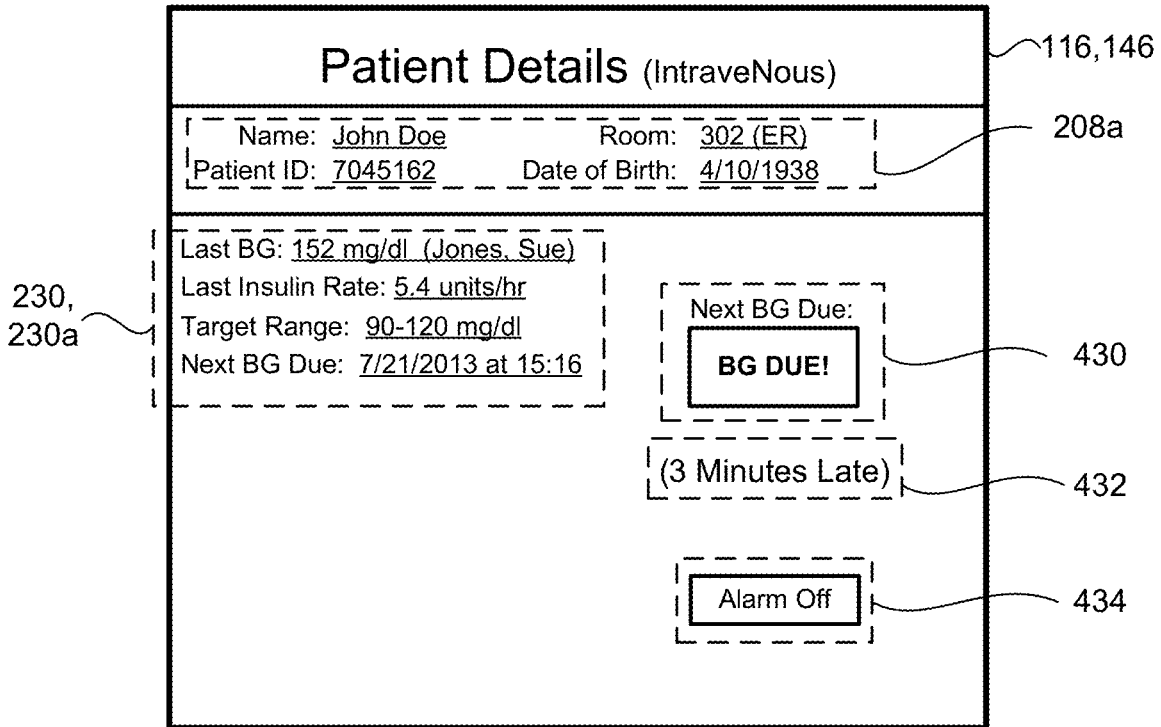 Patient Details (IntraveNous)
116,146
Name: John Doe Room: 302 (ER)
208a
Patient ID: 7045162 Date of Birth: 4/10/1938
Last BG: 152 mg/dl (Jones, Sue)
Last Insulin Rate: 5.4 units/hr
230,
230a
Target Range: 90-120 mg/dl
Next BG Due: 7/21/2013 at 15:16
Next BG Due:
BG DUE!
430
(3 Minutes Late)
432
Alarm Off
434